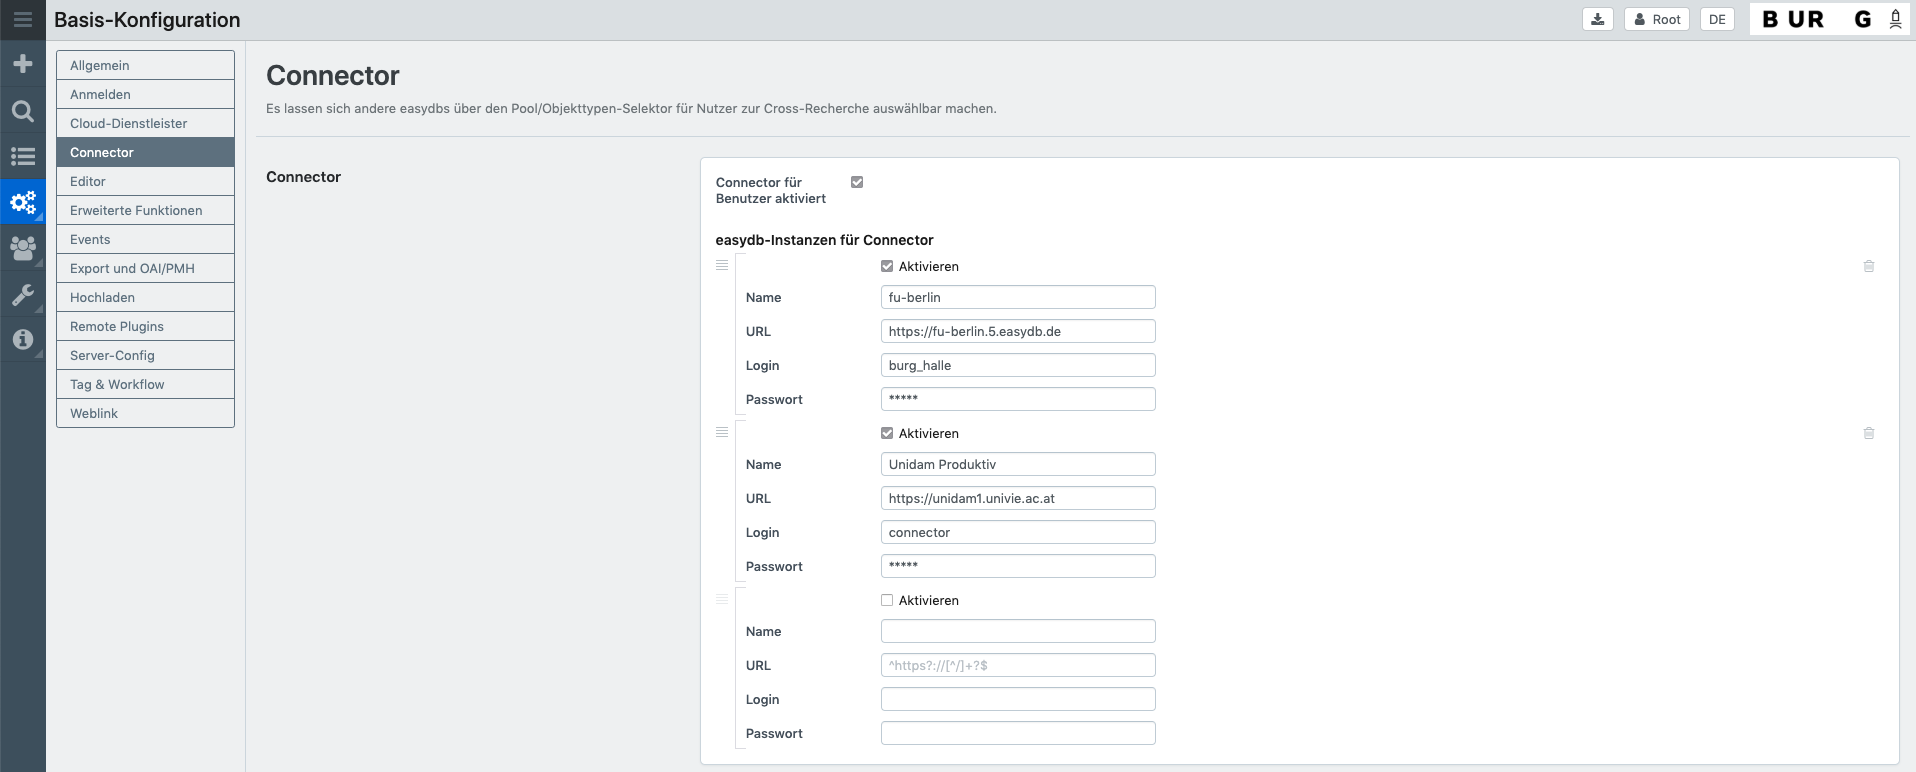 Basis-Konfiguration
Root
DE
B UR G
Allgemein
Anmelden
Cloud-Dienstleister
Connector
Editor
Erweiterte Funktionen
Events
Export und OAI/PMH
Hochladen
Remote Plugins
Server-Config
Tag & Workflow
Weblink
Connector
Es lassen sich andere easydbs über den Pool/Objekttypen-Selektor für Nutzer zur Cross-Recherche auswählbar machen.
Connector
Connector für
Benutzer aktiviert
easydb-Instanzen für Connector
Aktivieren
Name fu-berlin
URL https://fu-berlin.5.easydb.de
Login burg_halle
Passwort *****
Aktivieren
Name Unidam Produktiv
URL https://unidam1.univie.ac.at
Login connector
Passwort *****
Aktivieren
Name
URL ^https?://[^/]+?$
Login
Passwort